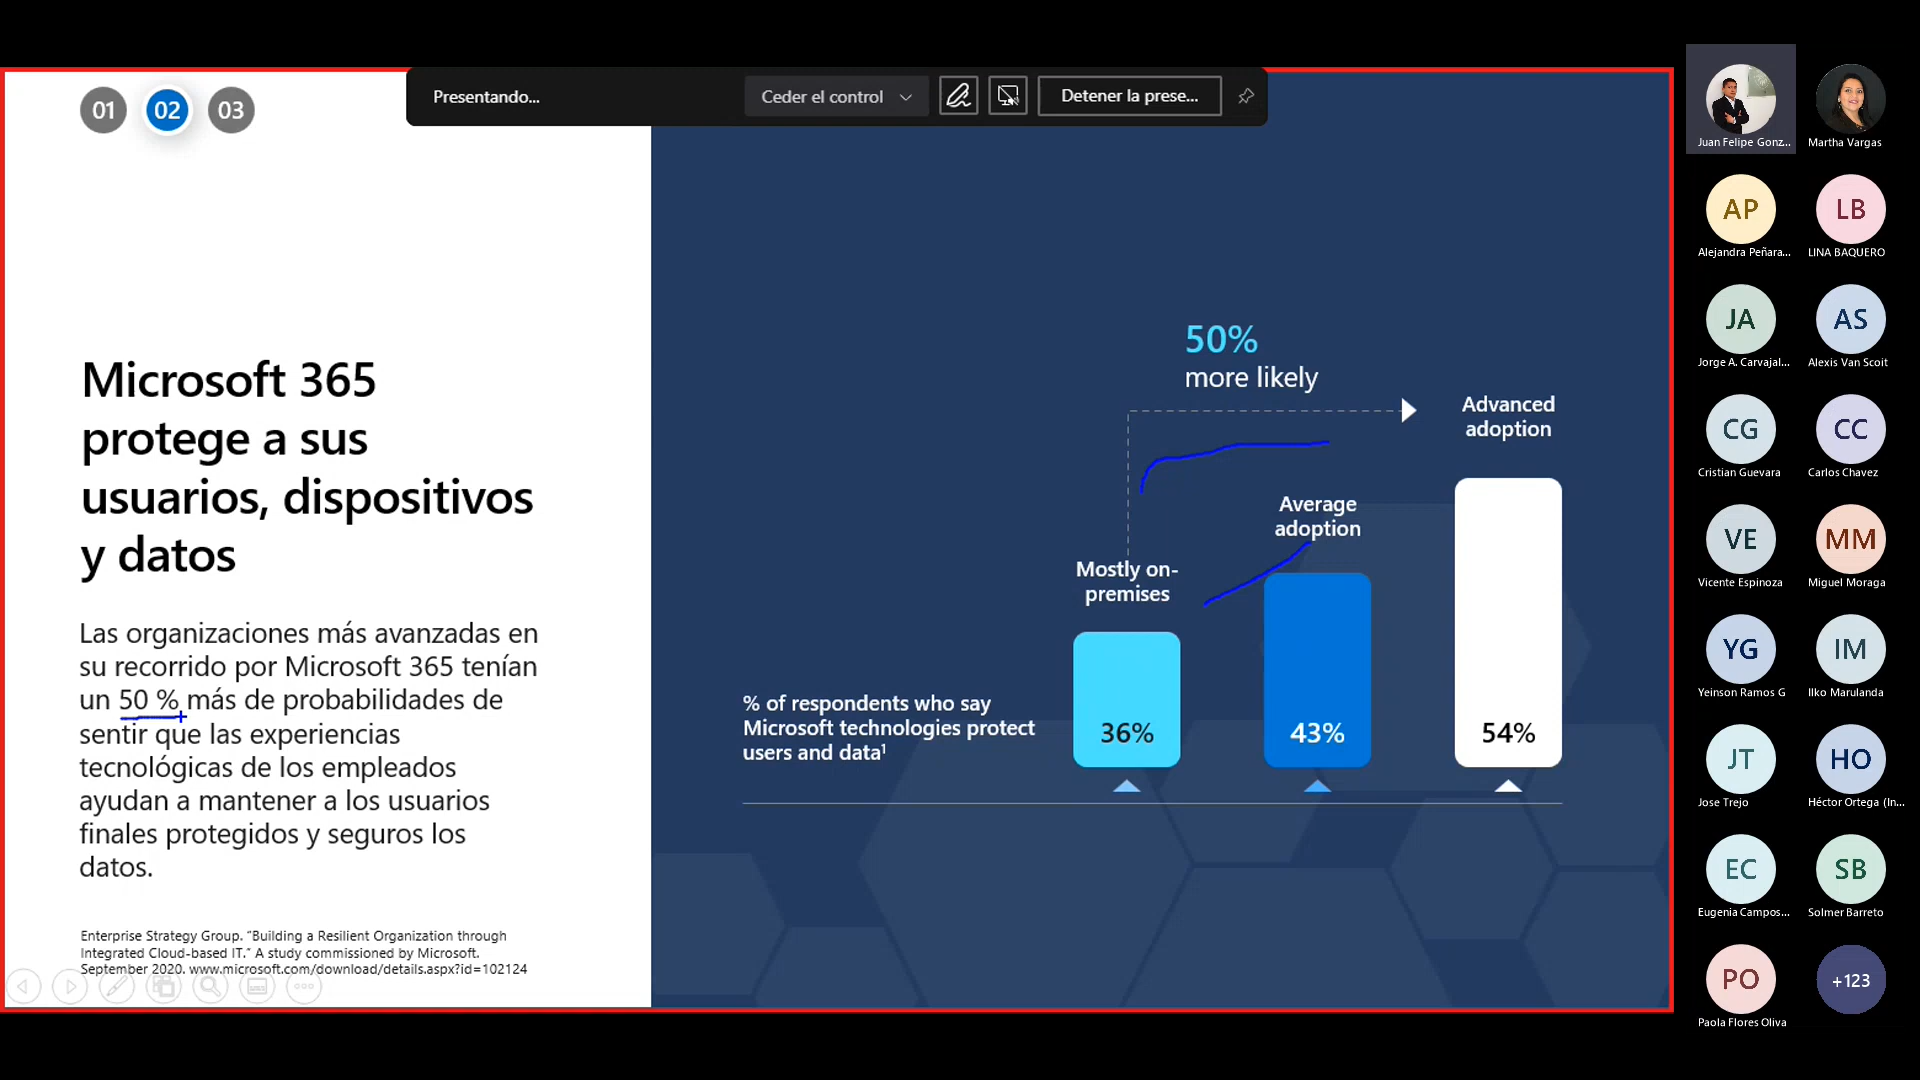 01 02 03
Presentando...
Ceder el control
Detener la prese...
Microsoft 365
protege a sus
usuarios, dispositivos
y datos
Las organizaciones más avanzadas en
su recorrido por Microsoft 365 tenían
un 50 % más de probabilidades de
sentir que las experiencias
tecnológicas de los empleados
ayudan a mantener a los usuarios
finales protegidos y seguros los
datos.
Enterprise Strategy Group. “Building a Resilient Organization through
Integrated Cloud-based IT.” A study commissioned by Microsoft.
September 2020. www.microsoft.com/download/details.aspx?id=102124
50%
more likely
Advanced
adoption
Average
adoption
Mostly on-
premises
% of respondents who say
Microsoft technologies protect
users and data¹
36%
43%
54%
Juan Felipe Gonz...
Martha Vargas
AP
Alejandra Peñara...
LB
LINA BAQUERO
JA
Jorge A. Carvajal...
AS
Alexis Van Scoit
CG
Cristian Guevara
CC
Carlos Chavez
VE
Vicente Espinoza
MM
Miguel Moraga
YG
Yeinson Ramos G
IM
Ilko Marulanda
JT
Jose Trejo
HO
Héctor Ortega (In...
EC
Eugenia Campos...
SB
Solmer Barreto
PO
Paola Flores Oliva
+123